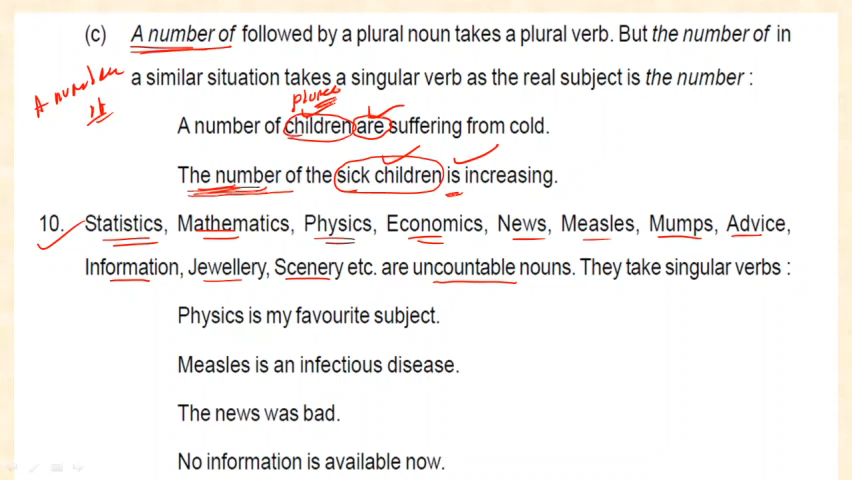 (c) A number of followed by a plural noun takes a plural verb. But the number of in
A number
a similar situation takes a singular verb as the real subject is the number :
plural
A number of children are suffering from cold.
The number of the sick children is increasing.
10. Statistics, Mathematics, Physics, Economics, News, Measles, Mumps, Advice,
Information, Jewellery, Scenery etc. are uncountable nouns. They take singular verbs :
Physics is my favourite subject.
Measles is an infectious disease.
The news was bad.
No information is available now.